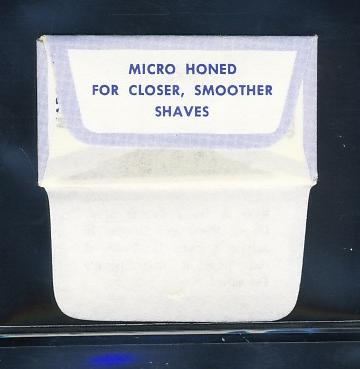 MICRO HONED
FOR CLOSER, SMOOTHER
SHAVES